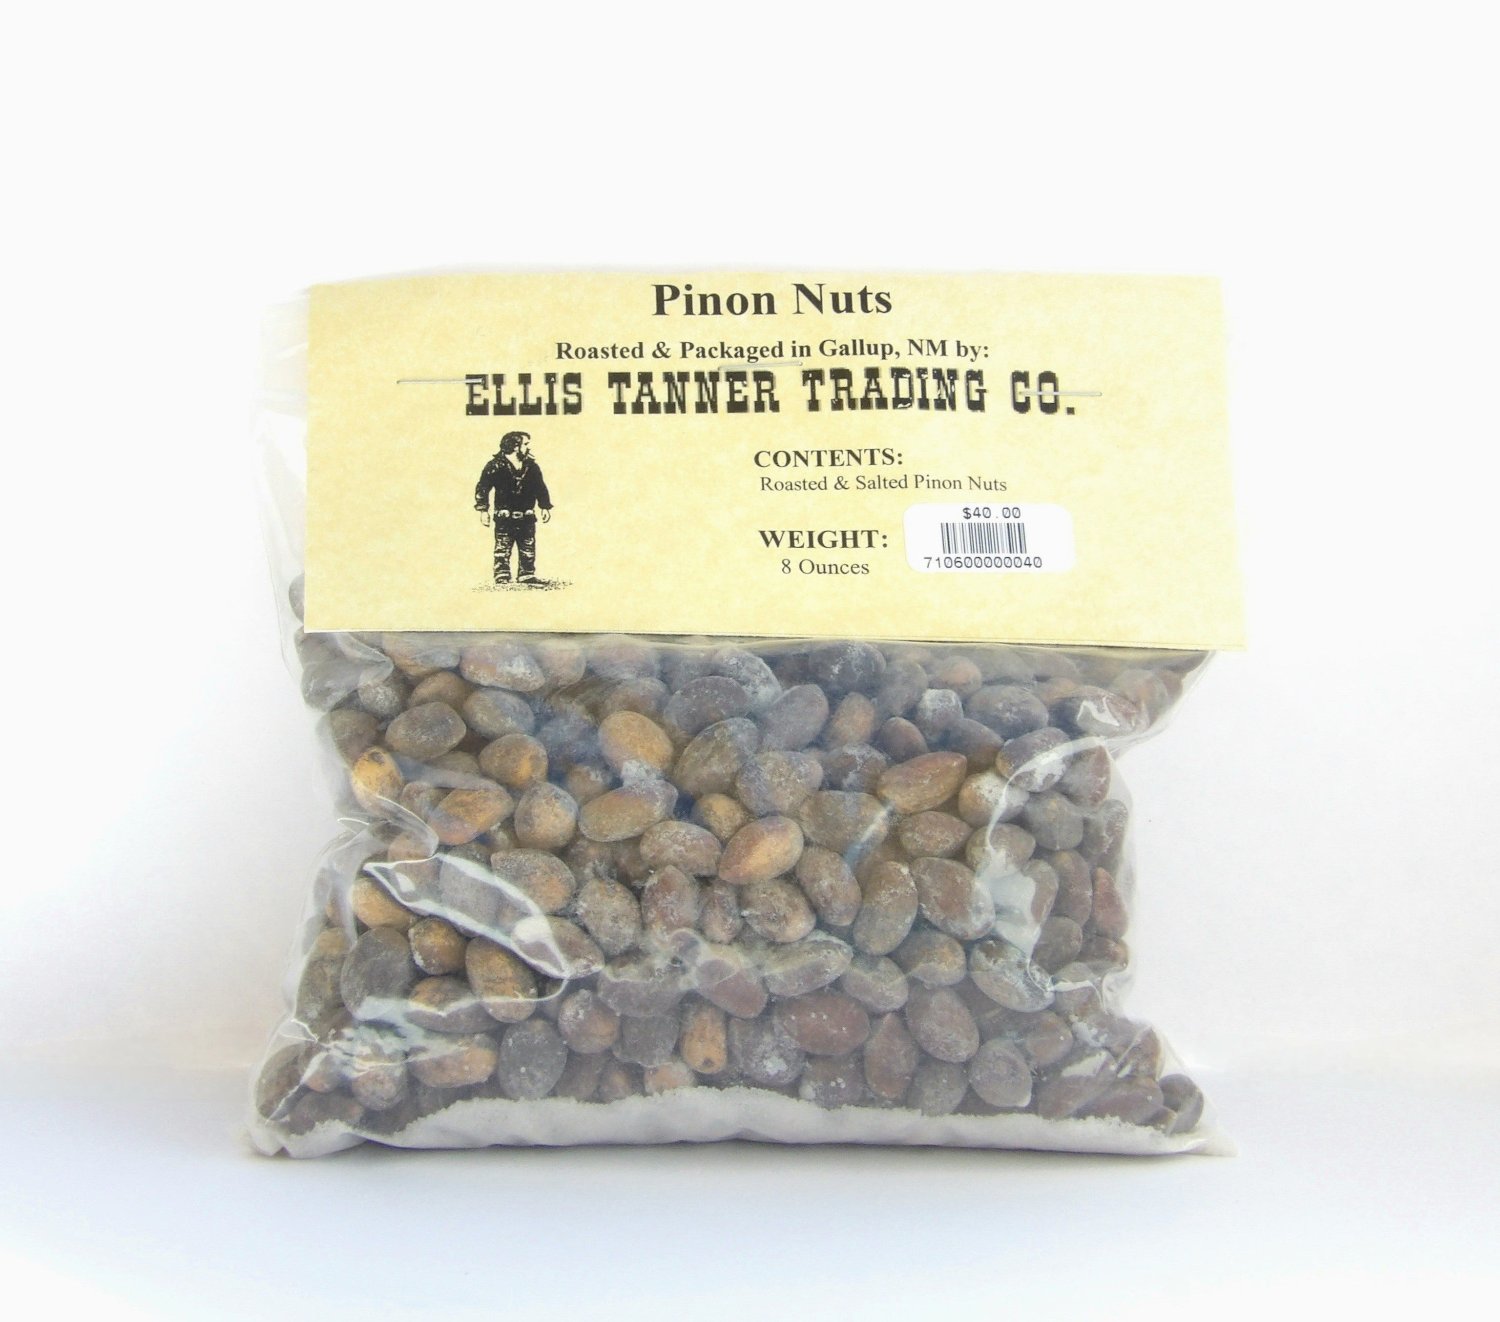 Pinon Nuts
Roasted & Packaged in Gallup, NM by:
ELLIS TANNER TRADING CO.
CONTENTS:
Roasted & Salted Pinon Nuts
WEIGHT:
8 Ounces
$40.00
710600000040